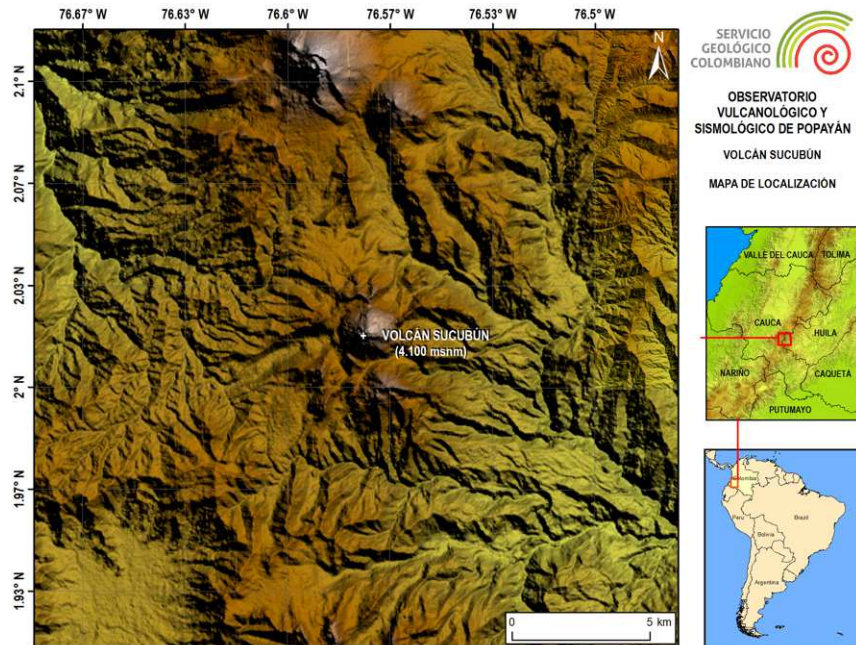 76.67 W
76.63°W
76.6° W
76.57°W
76.53°W
76.5° W
N
2.1° N
2.07° N
2.03° N
2° N
1.97° N
1.93° N
VOLCÁN SUCUBÚN
(4.100 msnm)
0
5 km
SERVICIO
GEOLÓGICO
COLOMBIANO
OBSERVATORIO
VULCANOLÓGICO Y
SISMOLÓGICO DE POPAYÁN
VOLCÁN SUCUBÚN
MAPA DE LOCALIZACIÓN
VALLE DEL CAUCA
TOLIMA
CAUCA
HUILA
NARIÑO
CAQUETÁ
PUTUMAYO
Colombia
Peru
Brazil
Bolivia
Argentina